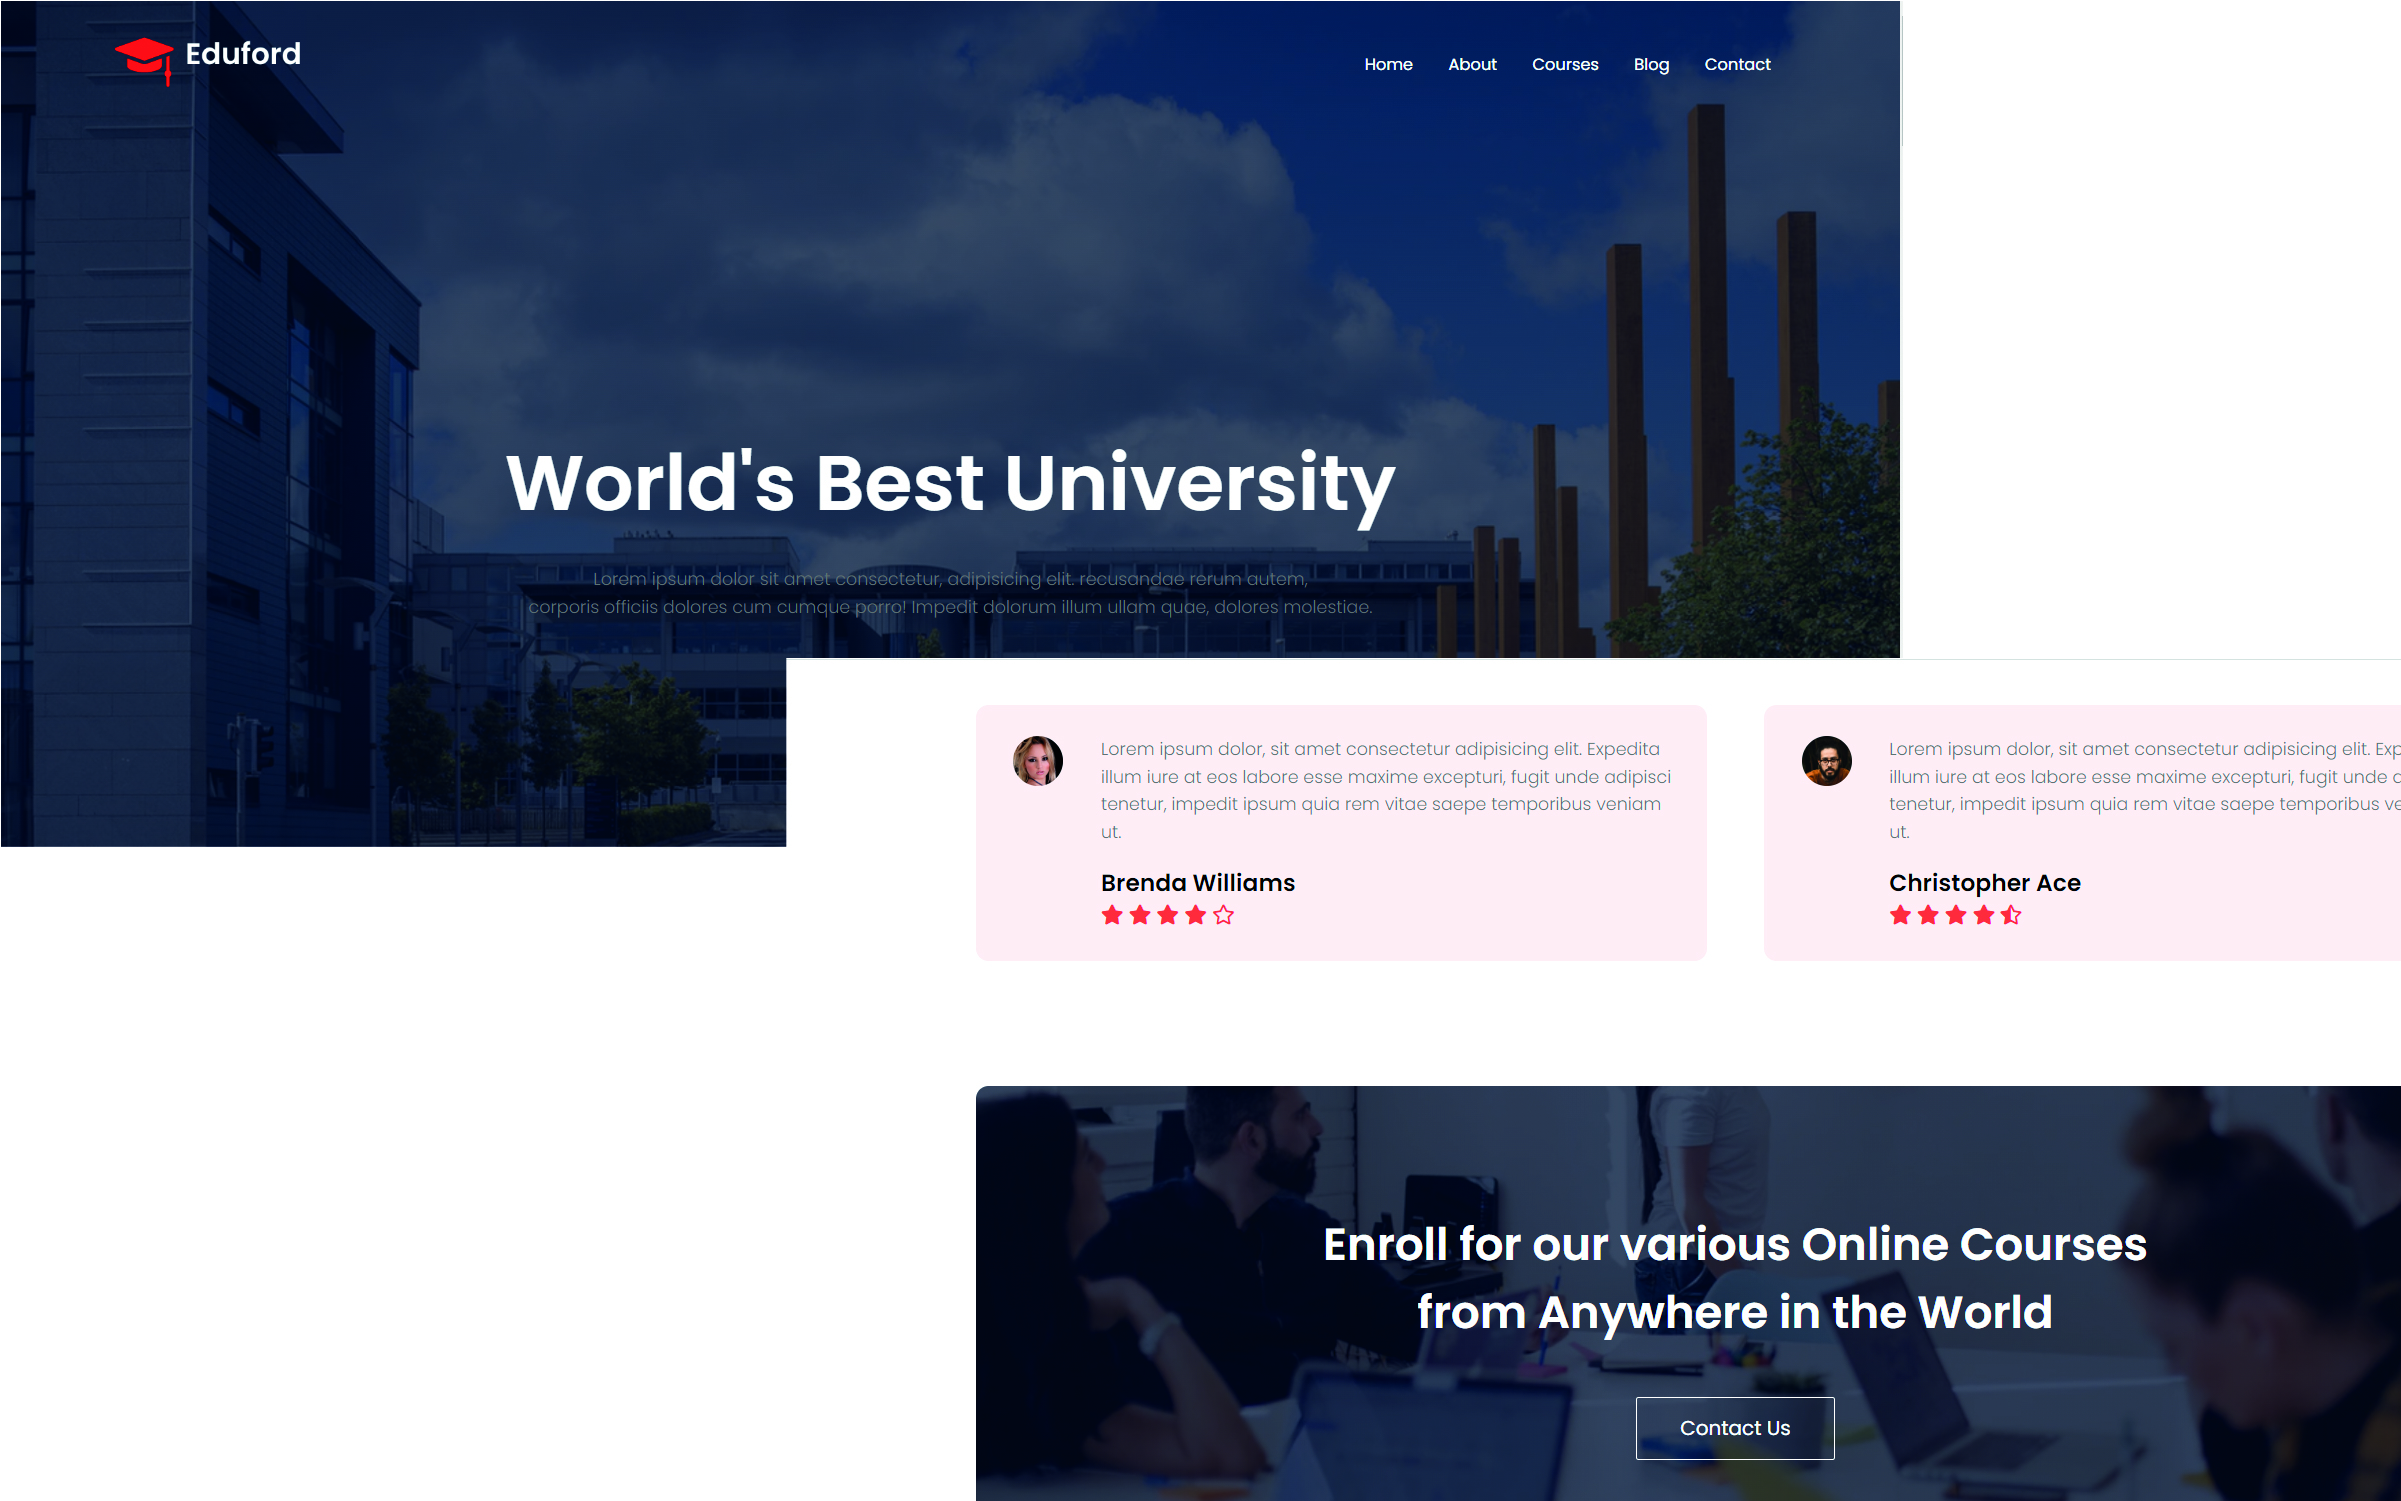 Eduford
Home About Courses Blog Contact
World's Best University
Lorem ipsum dolor sit amet consectetur, adipisicing elit. recusandae rerum autem,
corporis officiis dolores cum cumque porro! Impedit dolorum illum ullam quae, dolores molestiae.
Lorem ipsum dolor, sit amet consectetur adipisicing elit. Expedita
illum iure at eos labore esse maxime excepturi, fugit unde adipisci
tenetur, impedit ipsum quia rem vitae saepe temporibus veniam
ut.
Brenda Williams
Lorem ipsum dolor, sit amet consectetur adipisicing elit. Exp
illum iure at eos labore esse maxime excepturi, fugit unde
tenetur, impedit ipsum quia rem vitae saepe temporibus ve
ut.
Christopher Ace
Enroll for our various Online Courses
from Anywhere in the World
Contact Us